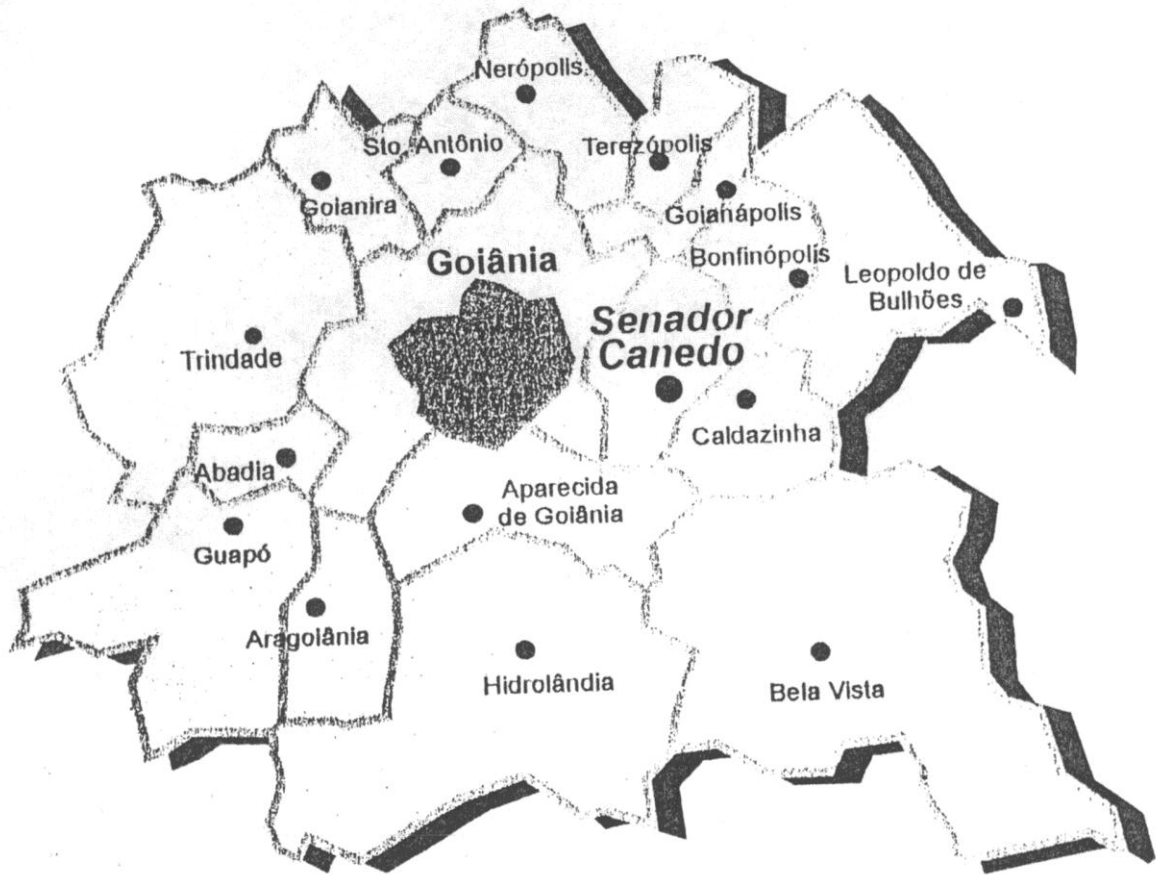 Nerópolis
Sto. Antônio
Terezópolis
Goianira
Goianápolis
Goiânia
Bonfinópolis
Leopoldo de
Bulhões
Senador
Canedo
Trindade
Caldazinha
Abadia
Aparecida
de Goiânia
Guapó
Aragoiânia
Hidrolândia
Bela Vista